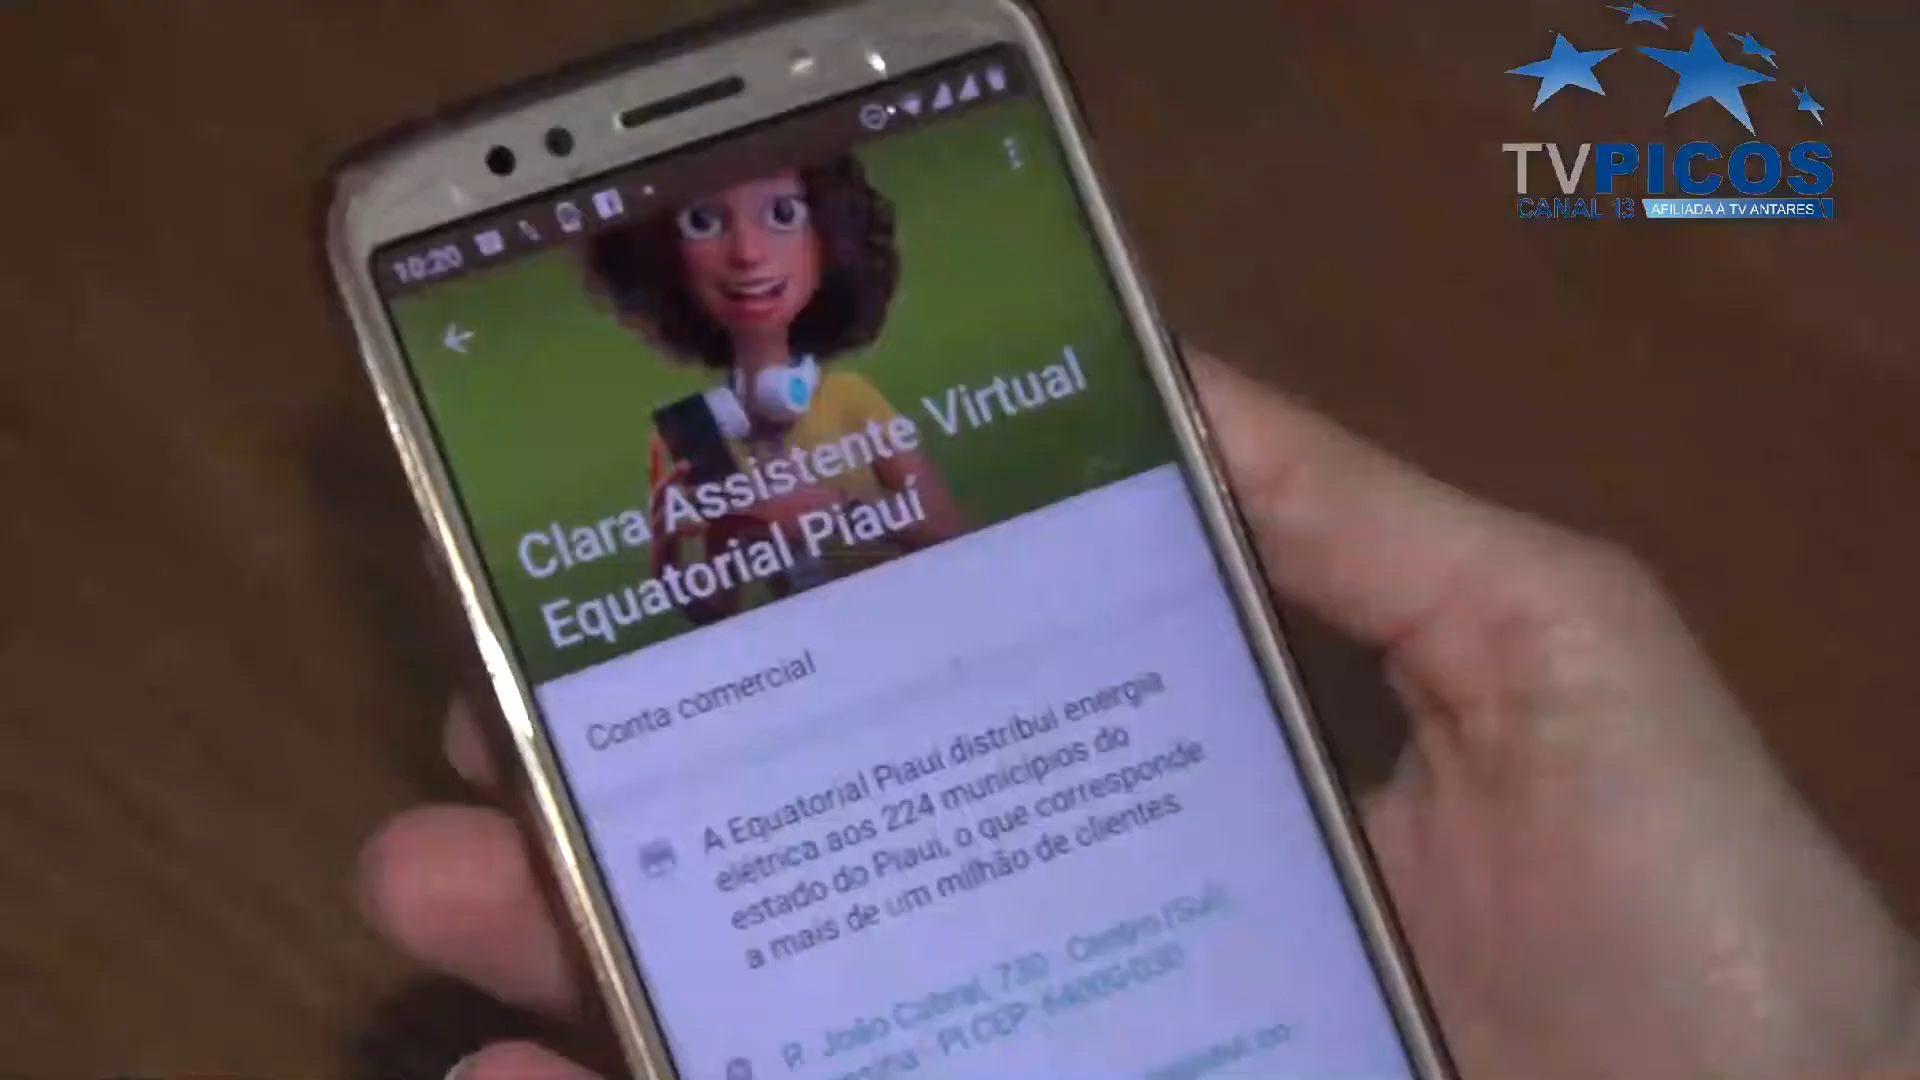 TVPICOS
CANAL 13 AFILIADA À TV ANTARES
10:20
Clara Assistente Virtual
Equatorial Piauí
Conta comercial
A Equatorial Piauí distribui energia
elétrica aos 224 municípios do
estado do Piauí, o que corresponde
a mais de um milhão de clientes.
R. João Cabral, 730 - Centro (Sul),
PI CEP: 64000-030